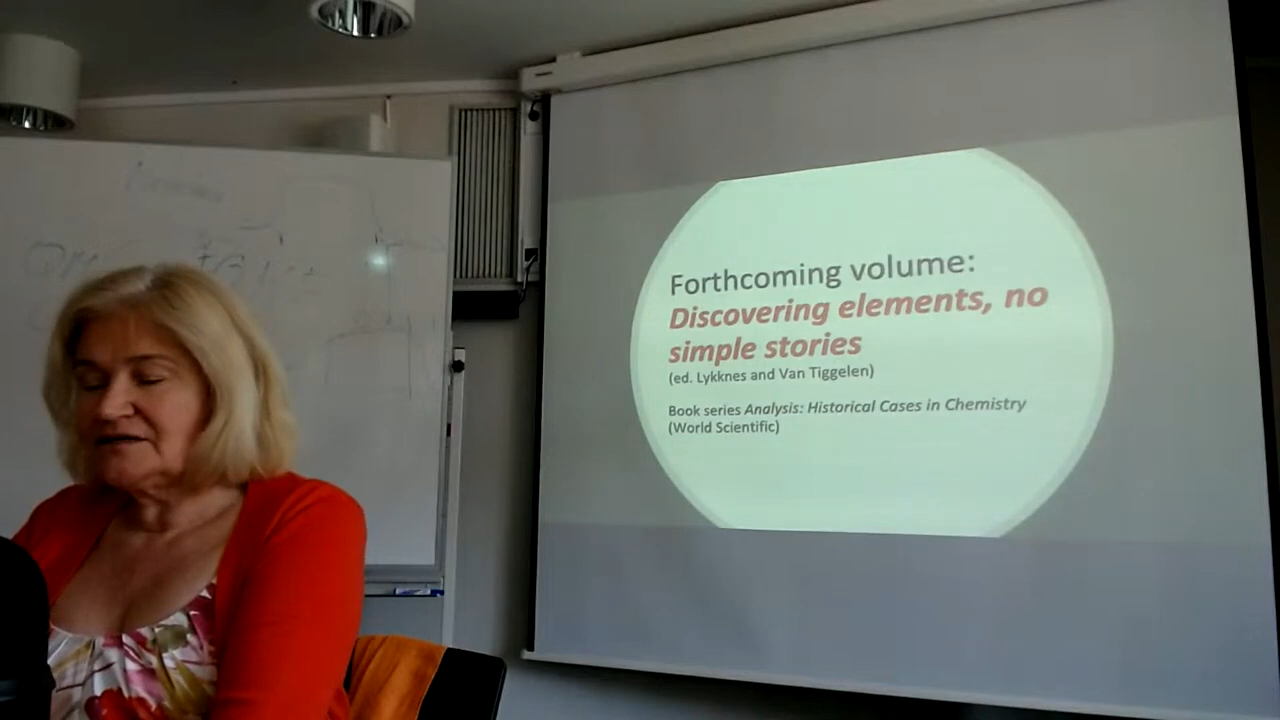 Forthcoming volume:
Discovering elements, no
simple stories
(ed. Lykknes and Van Tiggelen)
Book series Analysis: Historical Cases in Chemistry
(World Scientific)